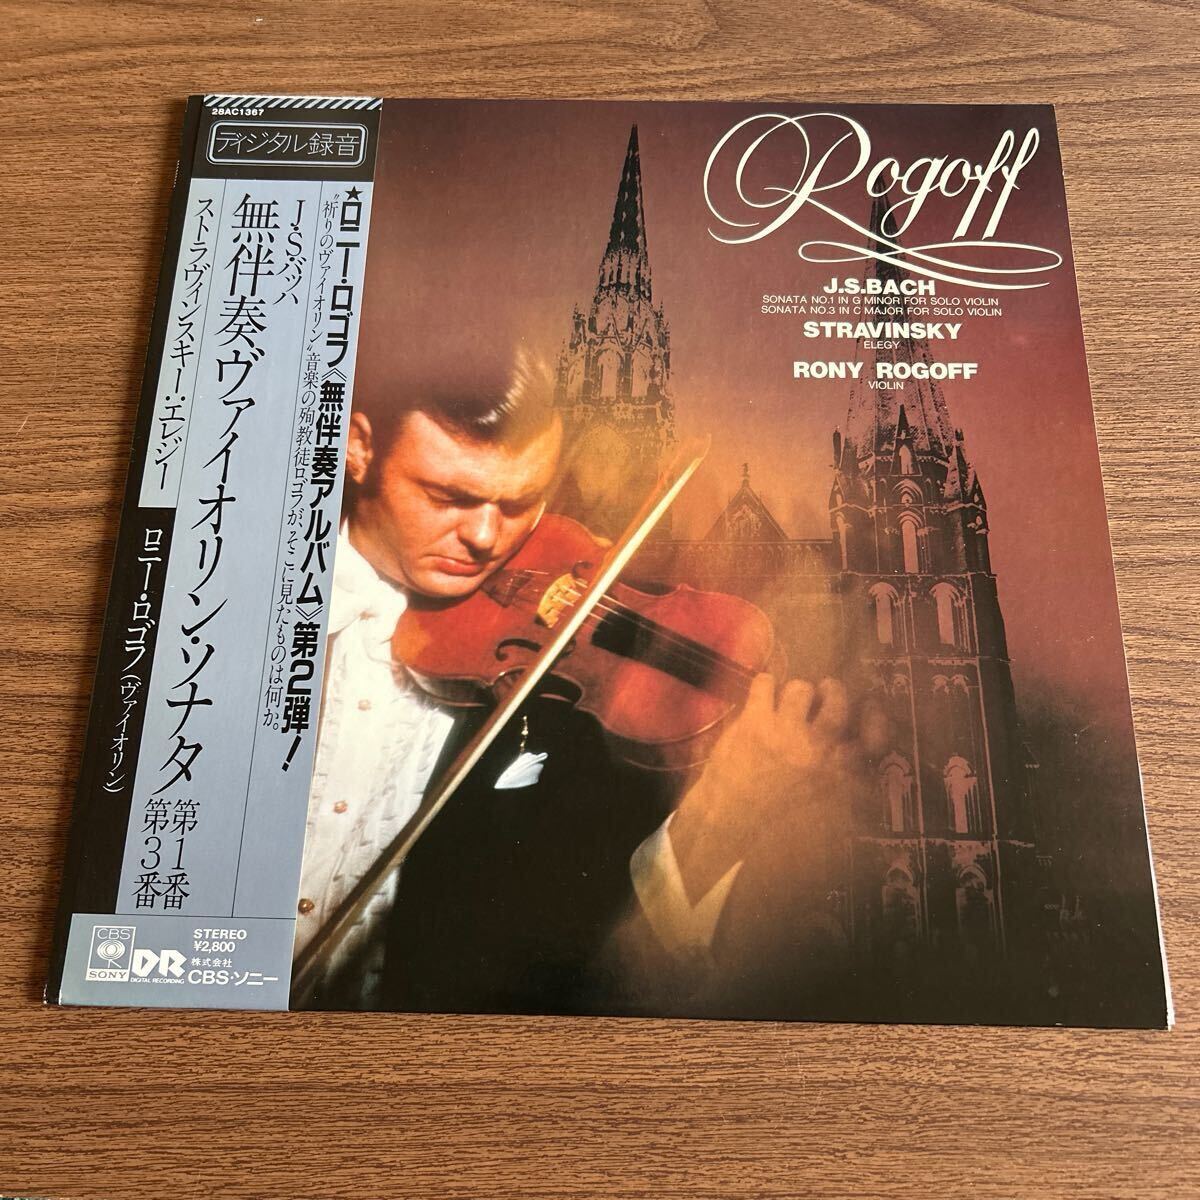 28AC1367
ディジタル録音
★ロニー・ロゴフ《無伴奏アルバム》第2弾!
"祈りのヴァイオリン"音楽の殉教徒ロゴフが、そこに見たものは何か。
J・S・バッハ
無伴奏ヴァイオリン・ソナタ 第1番 第3番
ストラヴィンスキー:エレジー
ロニー・ロゴフ(ヴァイオリン)
CBS
SONY
DR
DIGITAL RECORDING
STEREO
¥2,800
株式会社
CBS・ソニー
Rogoff
J.S.BACH
SONATA NO.1 IN G MINOR FOR SOLO VIOLIN
SONATA NO.3 IN C MAJOR FOR SOLO VIOLIN
STRAVINSKY
ELEGY
RONY ROGOFF
VIOLIN